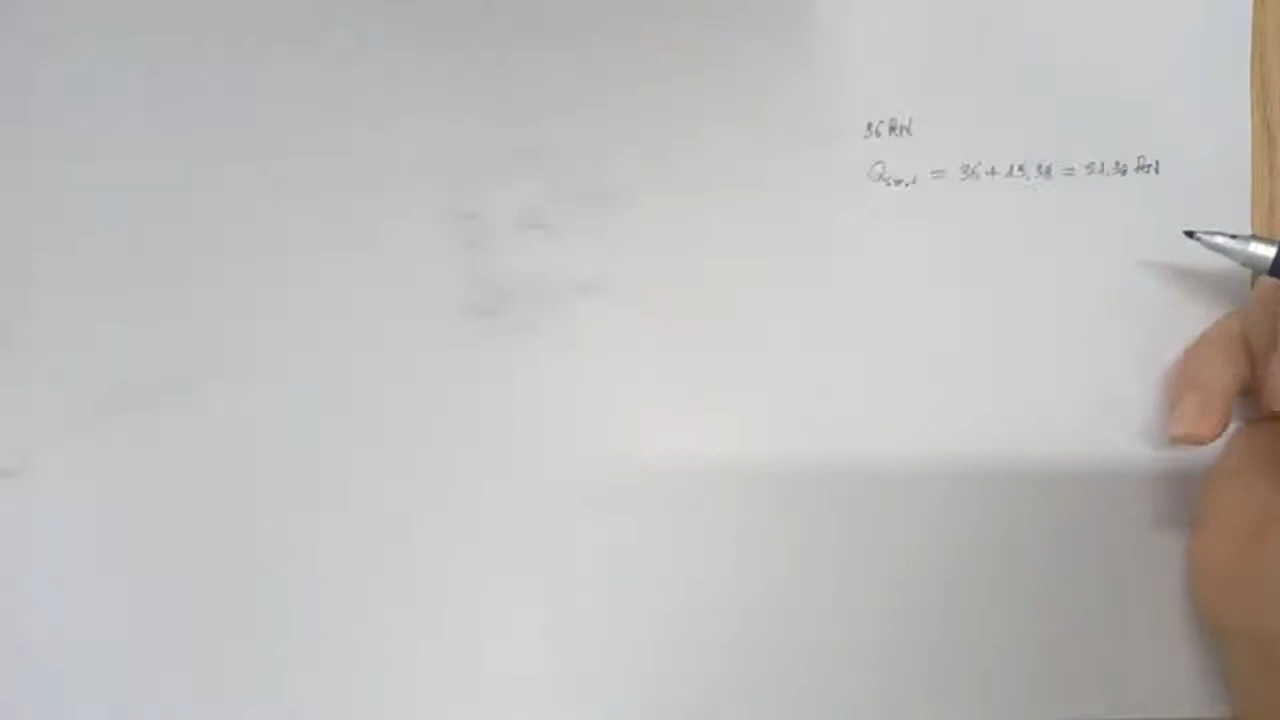 36 kN
Q = 36 + 15,38 = 51,38 kN